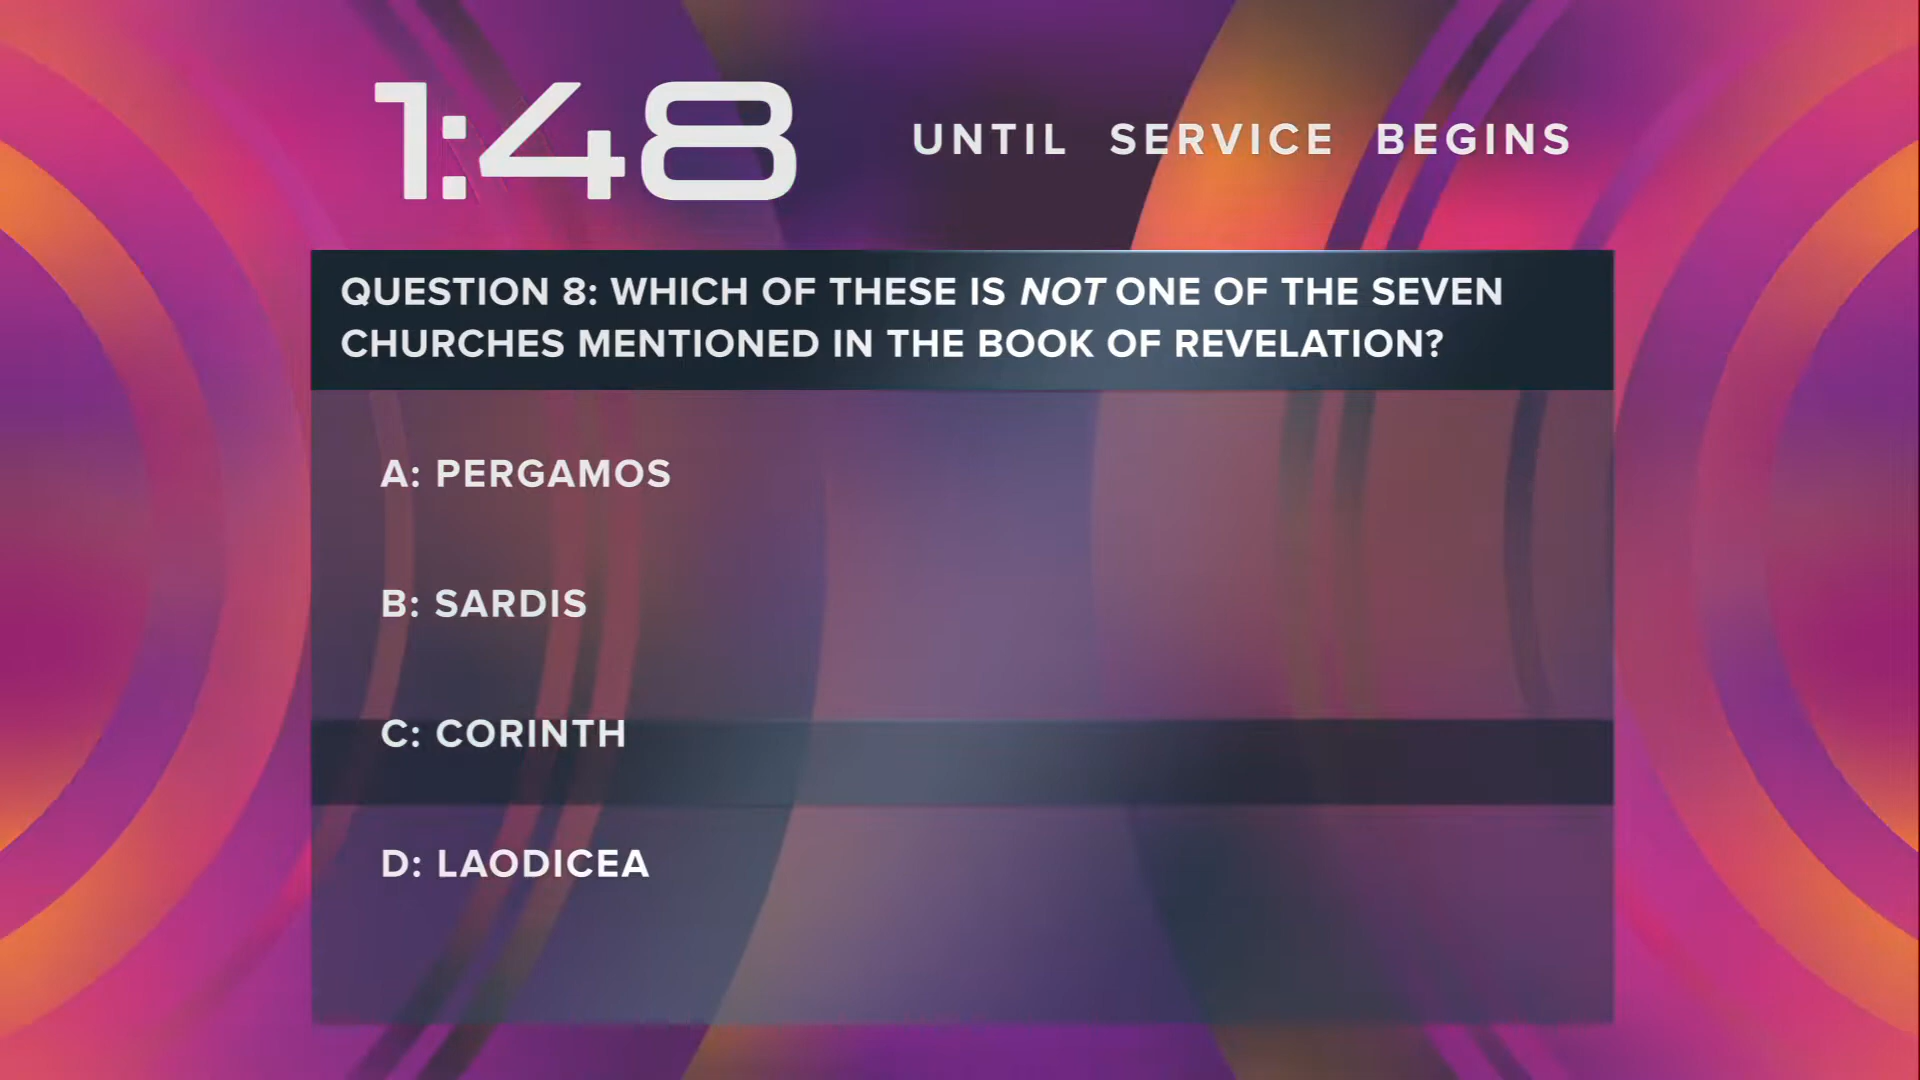 1:48 UNTIL SERVICE BEGINS
QUESTION 8: WHICH OF THESE IS NOT ONE OF THE SEVEN
CHURCHES MENTIONED IN THE BOOK OF REVELATION?
A: PERGAMOS
B: SARDIS
C: CORINTH
D: LAODICEA